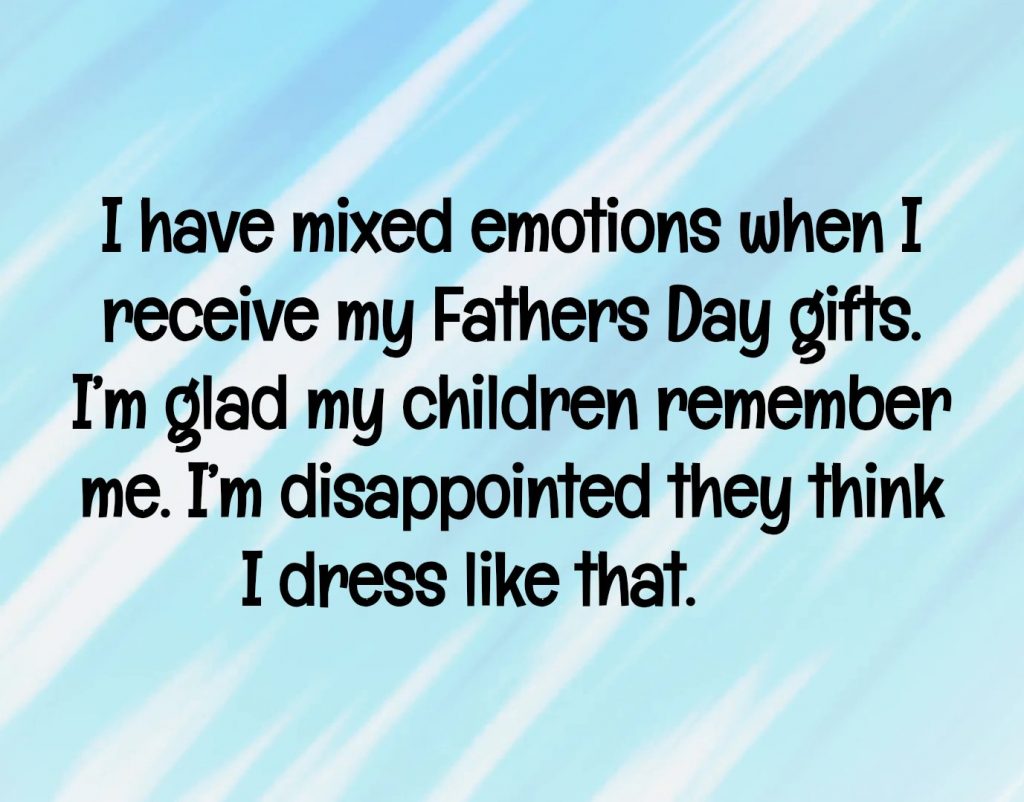 I have mixed emotions when I
receive my Fathers Day gifts.
I'm glad my children remember
me. I'm disappointed they think
I dress like that.